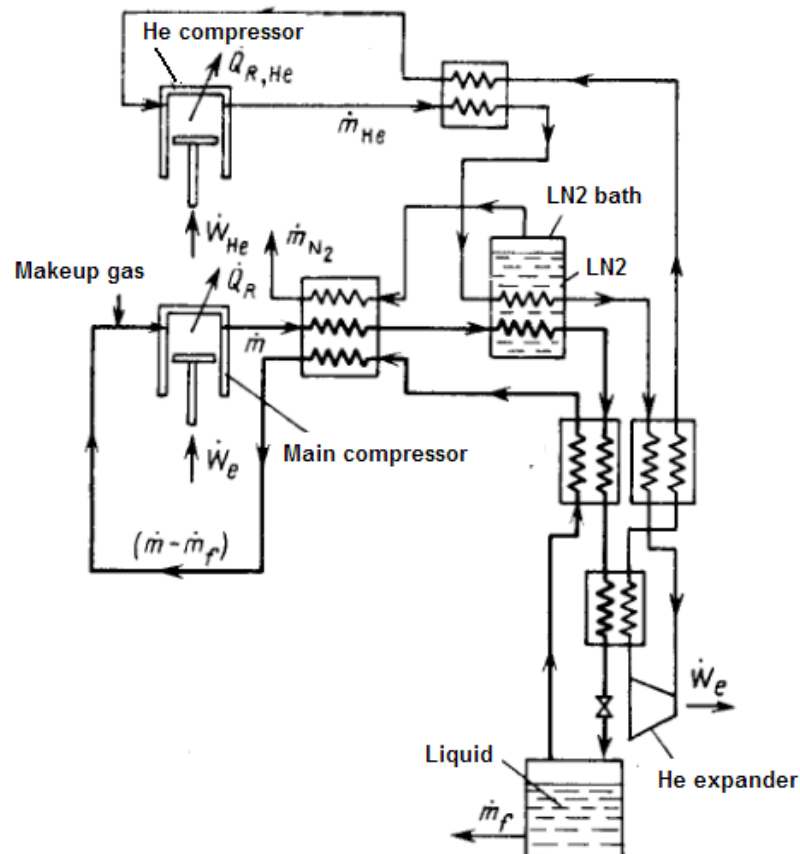 He compressor
Q̇R,He
ṁHe
ẆHe
LN2 bath
ṁN2
LN2
Makeup gas
Q̇R
ṁ
Main compressor
Ẇe
(ṁ - ṁf)
Ẇe
He expander
Liquid
ṁf